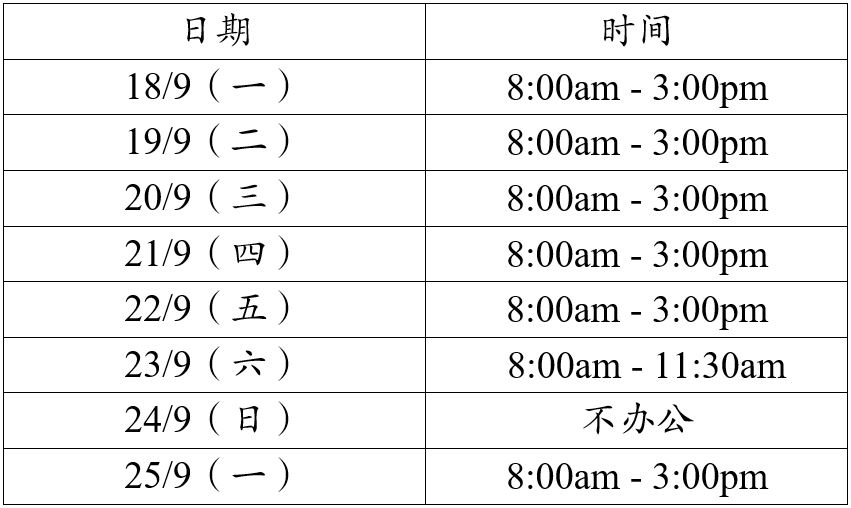 日期 时间
18/9（一） 8:00am - 3:00pm
19/9（二） 8:00am - 3:00pm
20/9（三） 8:00am - 3:00pm
21/9（四） 8:00am - 3:00pm
22/9（五） 8:00am - 3:00pm
23/9（六） 8:00am - 11:30am
24/9（日） 不办公
25/9（一） 8:00am - 3:00pm